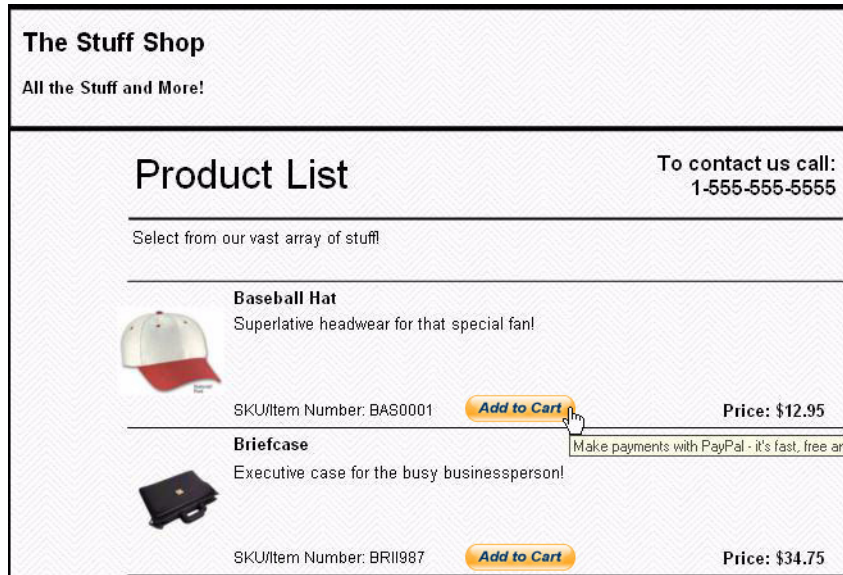 The Stuff Shop
All the Stuff and More!
Product List
To contact us call:
1-555-555-5555
Select from our vast array of stuff!
Baseball Hat
Superlative headwear for that special fan!
SKU/Item Number: BAS0001
Add to Cart
Price: $12.95
Make payments with PayPal - it's fast, free
Briefcase
Executive case for the busy businessperson!
SKU/Item Number: BRII987
Add to Cart
Price: $34.75